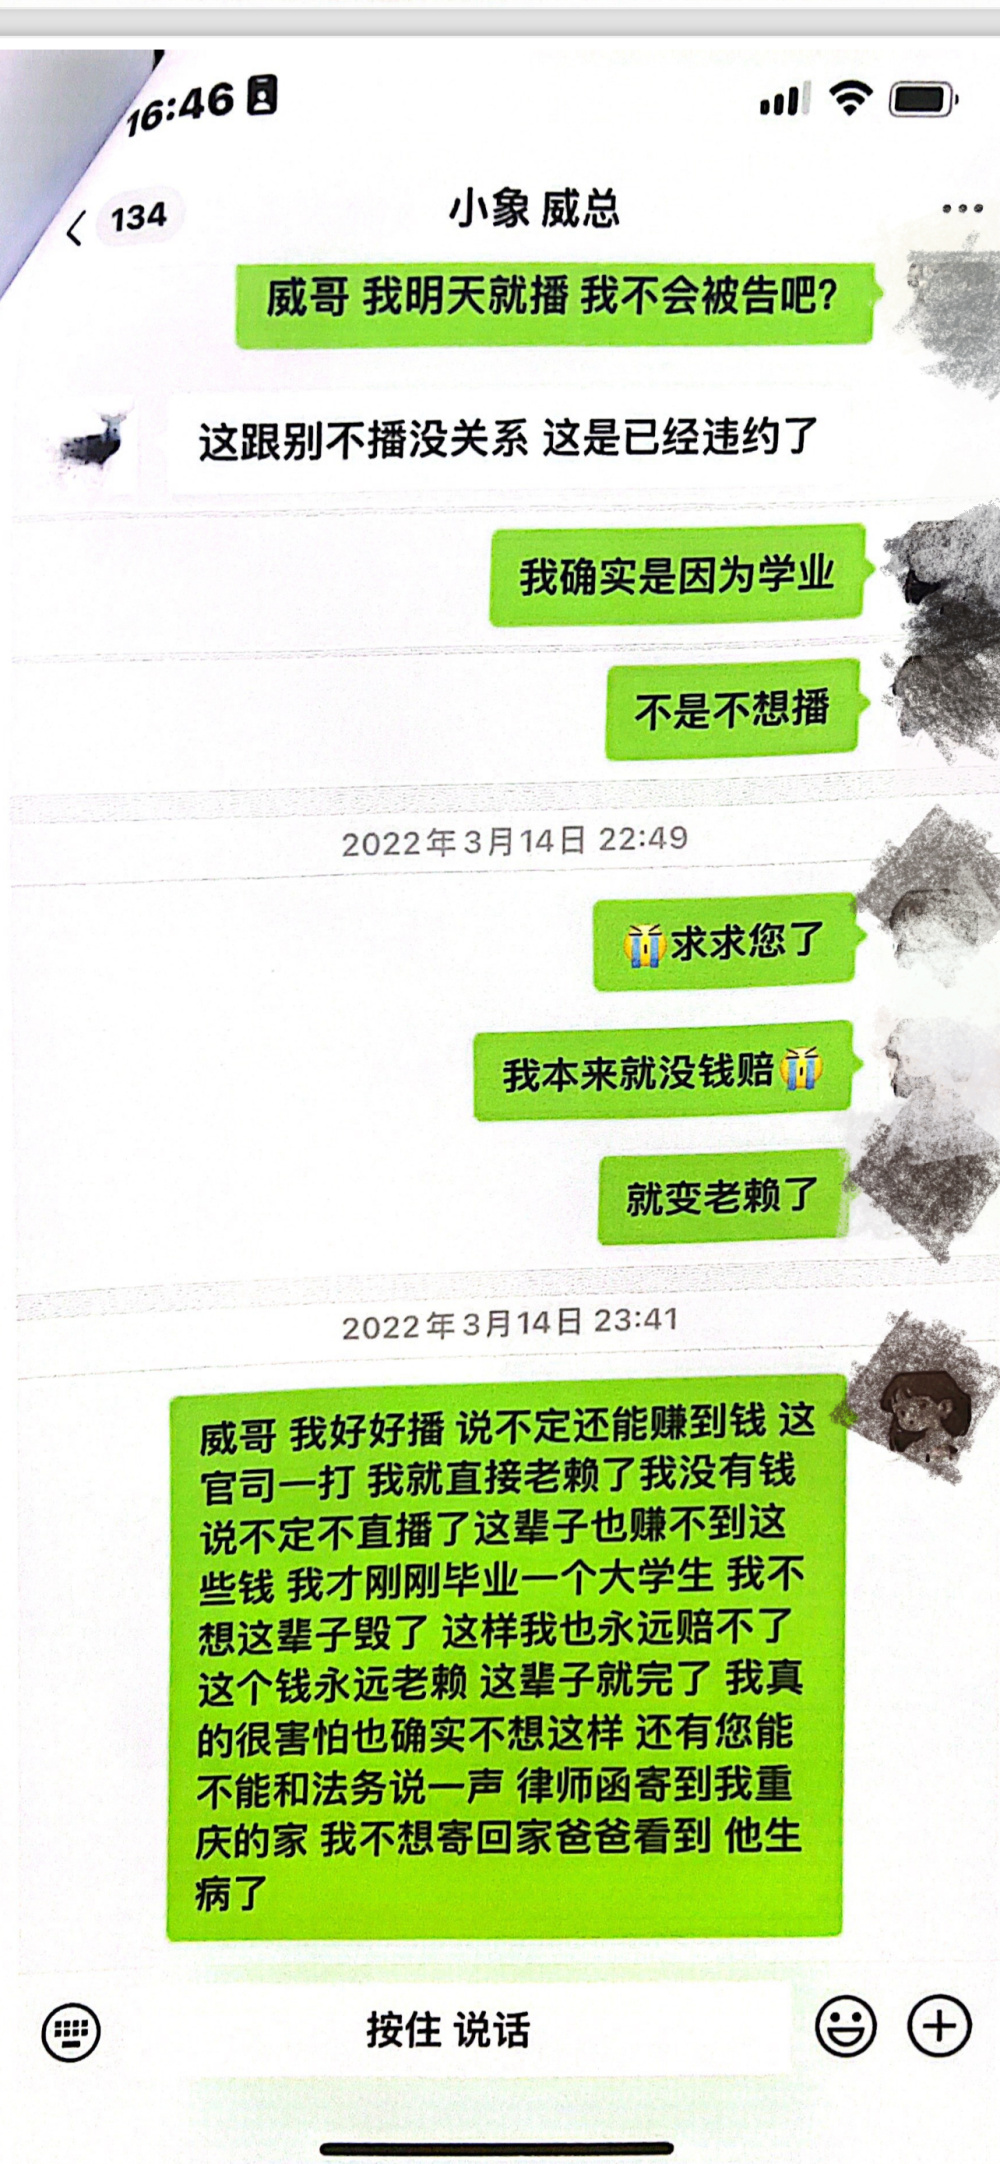 16:46
134
小象 威总
威哥 我明天就播 我不会被告吧?
这跟别不播没关系 这是已经违约了
我确实是因为学业
不是不想播
2022年3月14日 22:49
😭求求您了
我本来就没钱赔😭
就变老赖了
2022年3月14日 23:41
威哥 我好好播 说不定还能赚到钱 这
官司一打 我就直接老赖了我没有钱
说不定不直播了这辈子也赚不到这
些钱 我才刚刚毕业一个大学生 我不
想这辈子毁了 这样我也永远赔不了
这个钱永远老赖 这辈子就完了 我真
的很害怕也确实不想这样 还有您能
不能和法务说一声 律师函寄到我重
庆的家 我不想寄回家爸爸看到 他生
病了
按住 说话